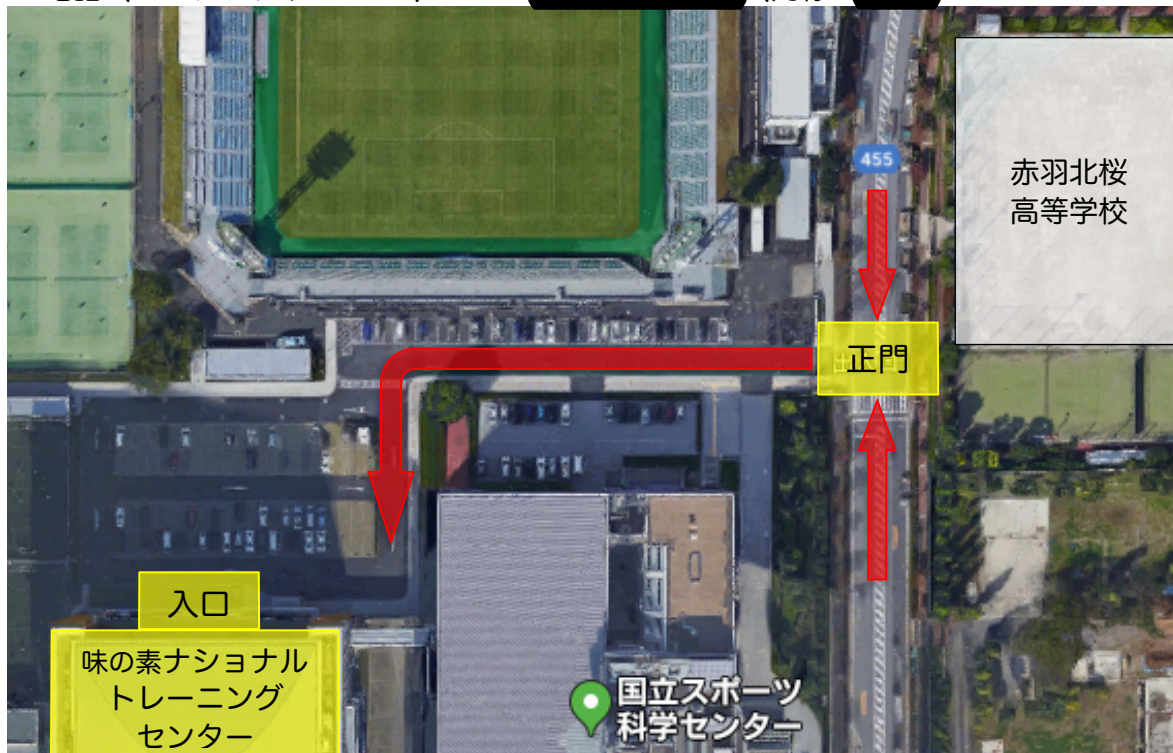 455
赤羽北桜
高等学校
正門
入口
味の素ナショナル
トレーニング
センター
国立スポーツ
科学センター